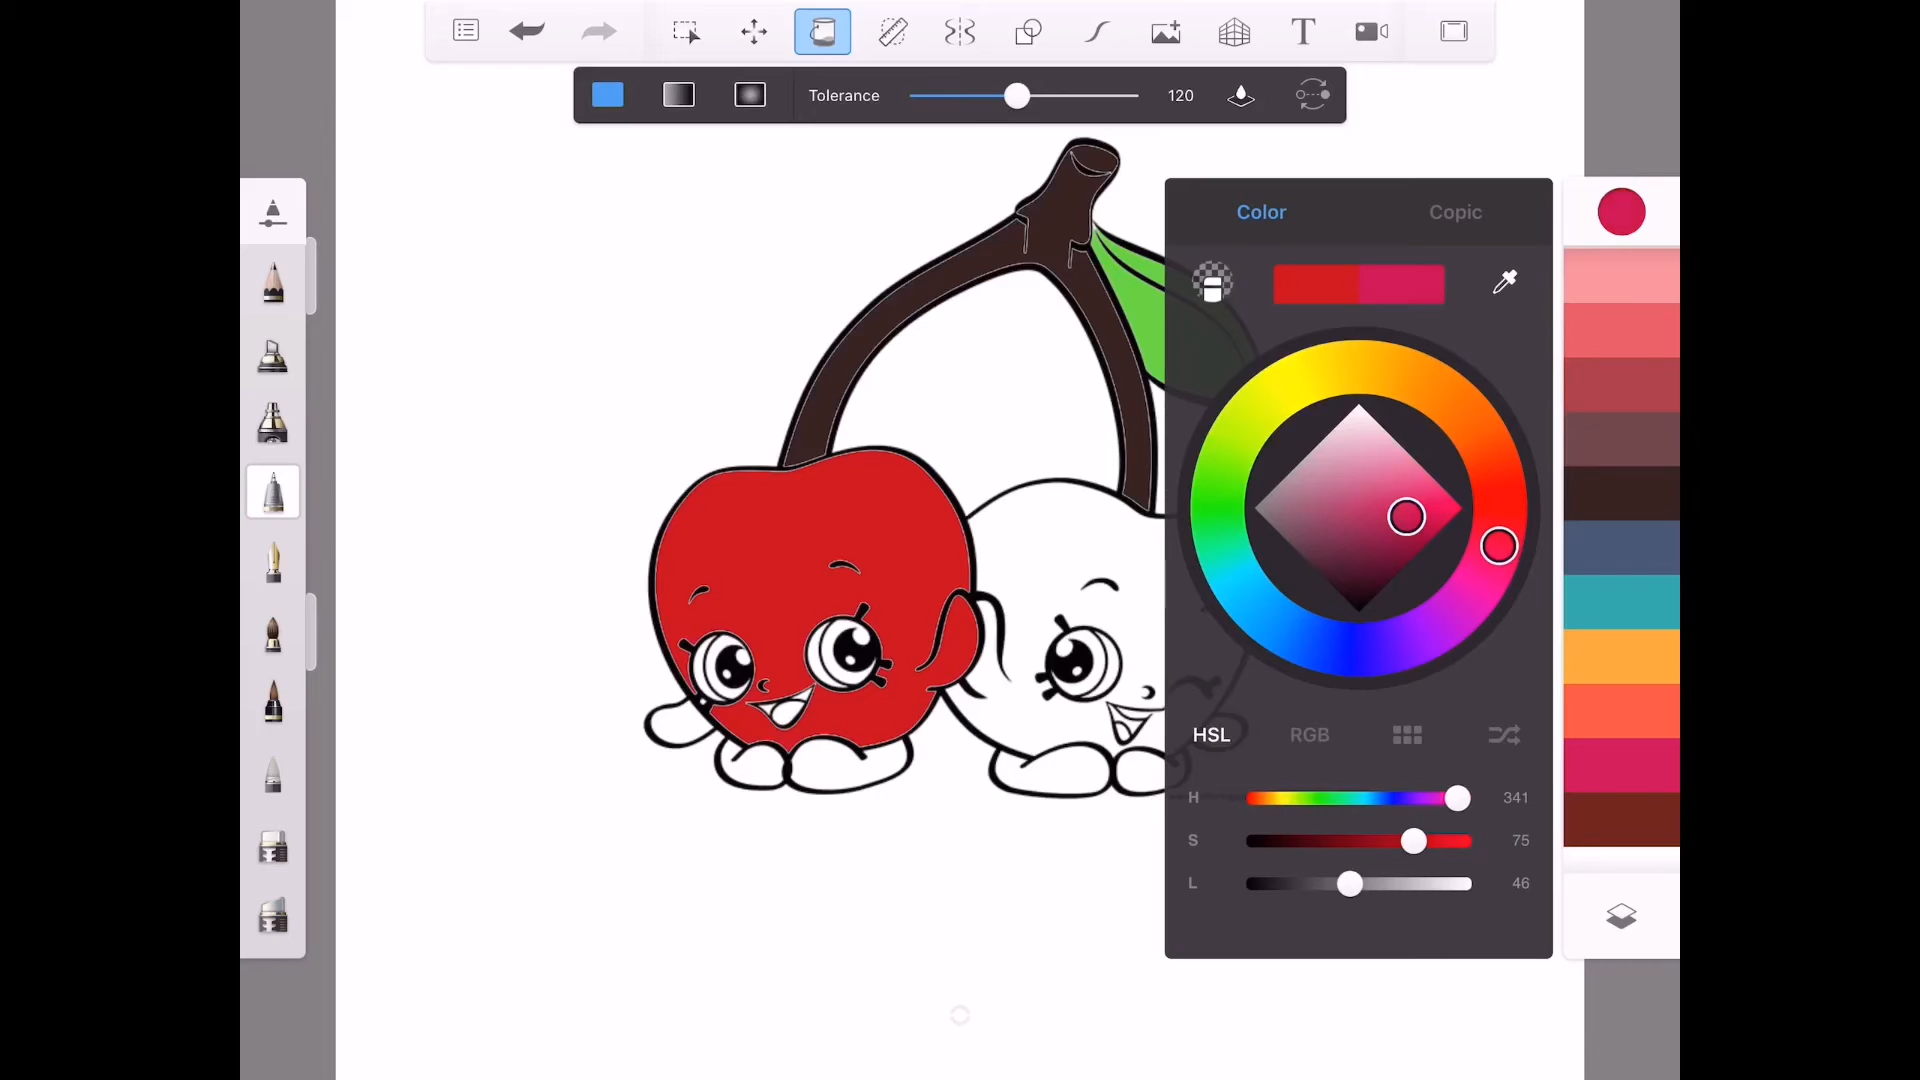 T
Tolerance 120
Color Copic
HSL RGB
H 341
S 75
L 46